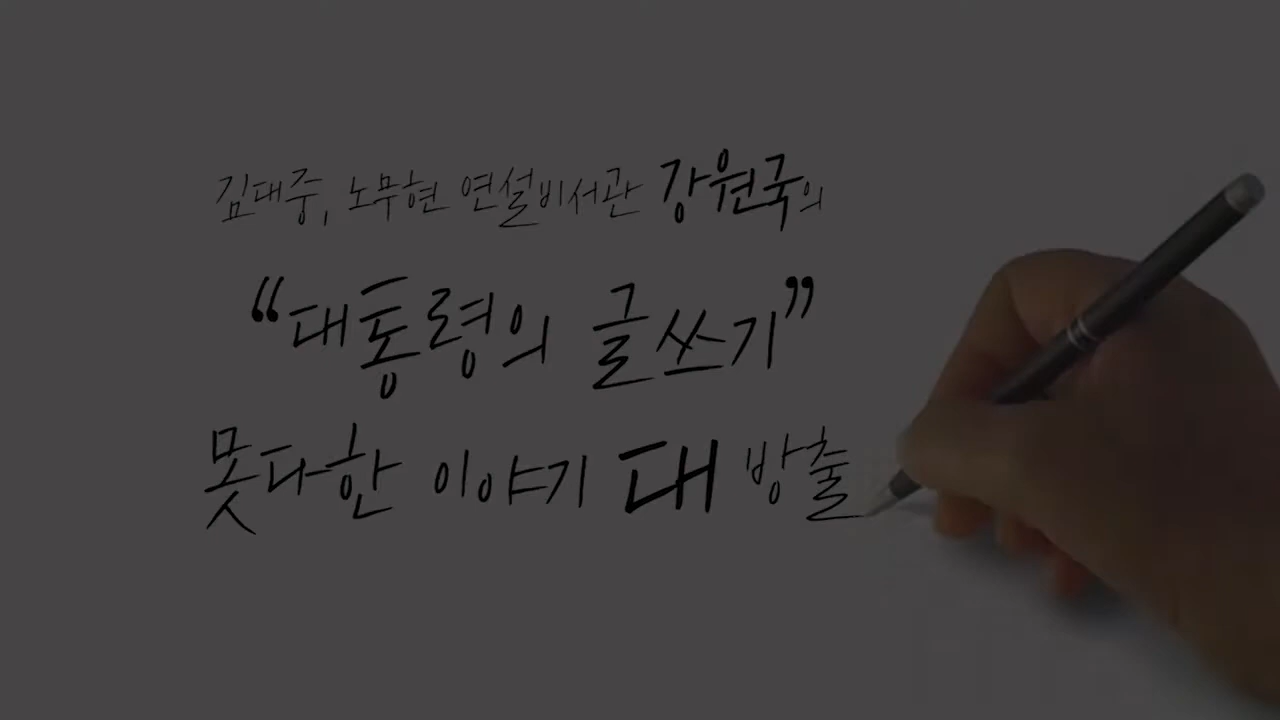 김대중, 노무현 연설비서관 강원국의
“대통령의 글쓰기”
못다한 이야기 대 방출